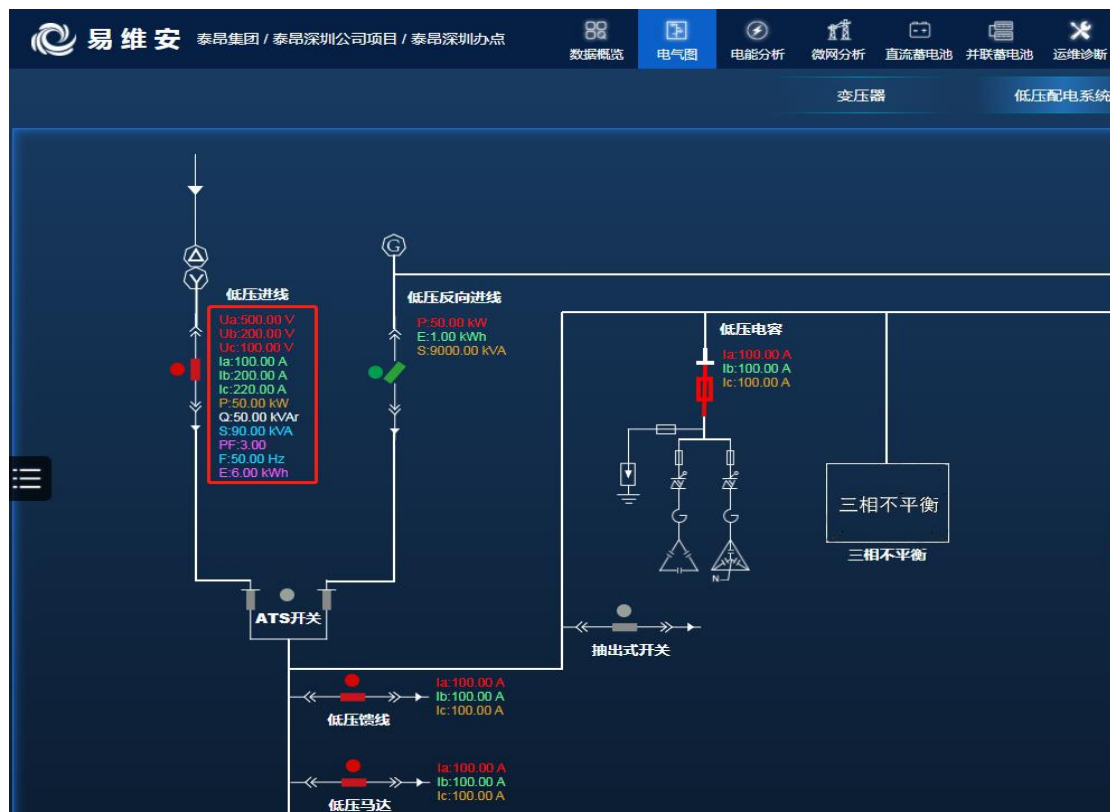 易维安
泰昂集团 / 泰昂深圳公司项目 / 泰昂深圳办点
数据概览
电气图
电能分析
微网分析
直流蓄电池
并联蓄电池
运维诊断
变压器
低压配电系统
G
低压进线
Ua:500.00 V
Ub:200.00 V
Uc:100.00 V
Ia:100.00 A
Ib:200.00 A
Ic:220.00 A
P:50.00 kW
Q:50.00 kVAr
S:90.00 kVA
PF:3.00
F:50.00 Hz
E:6.00 kWh
低压反向进线
P:50.00 kW
E:1.00 kWh
S:9000.00 kVA
低压电容
Ia:100.00 A
Ib:100.00 A
Ic:100.00 A
N
三相不平衡
三相不平衡
ATS开关
抽出式开关
Ia:100.00 A
Ib:100.00 A
Ic:100.00 A
低压馈线
Ia:100.00 A
Ib:100.00 A
Ic:100.00 A
低压马达